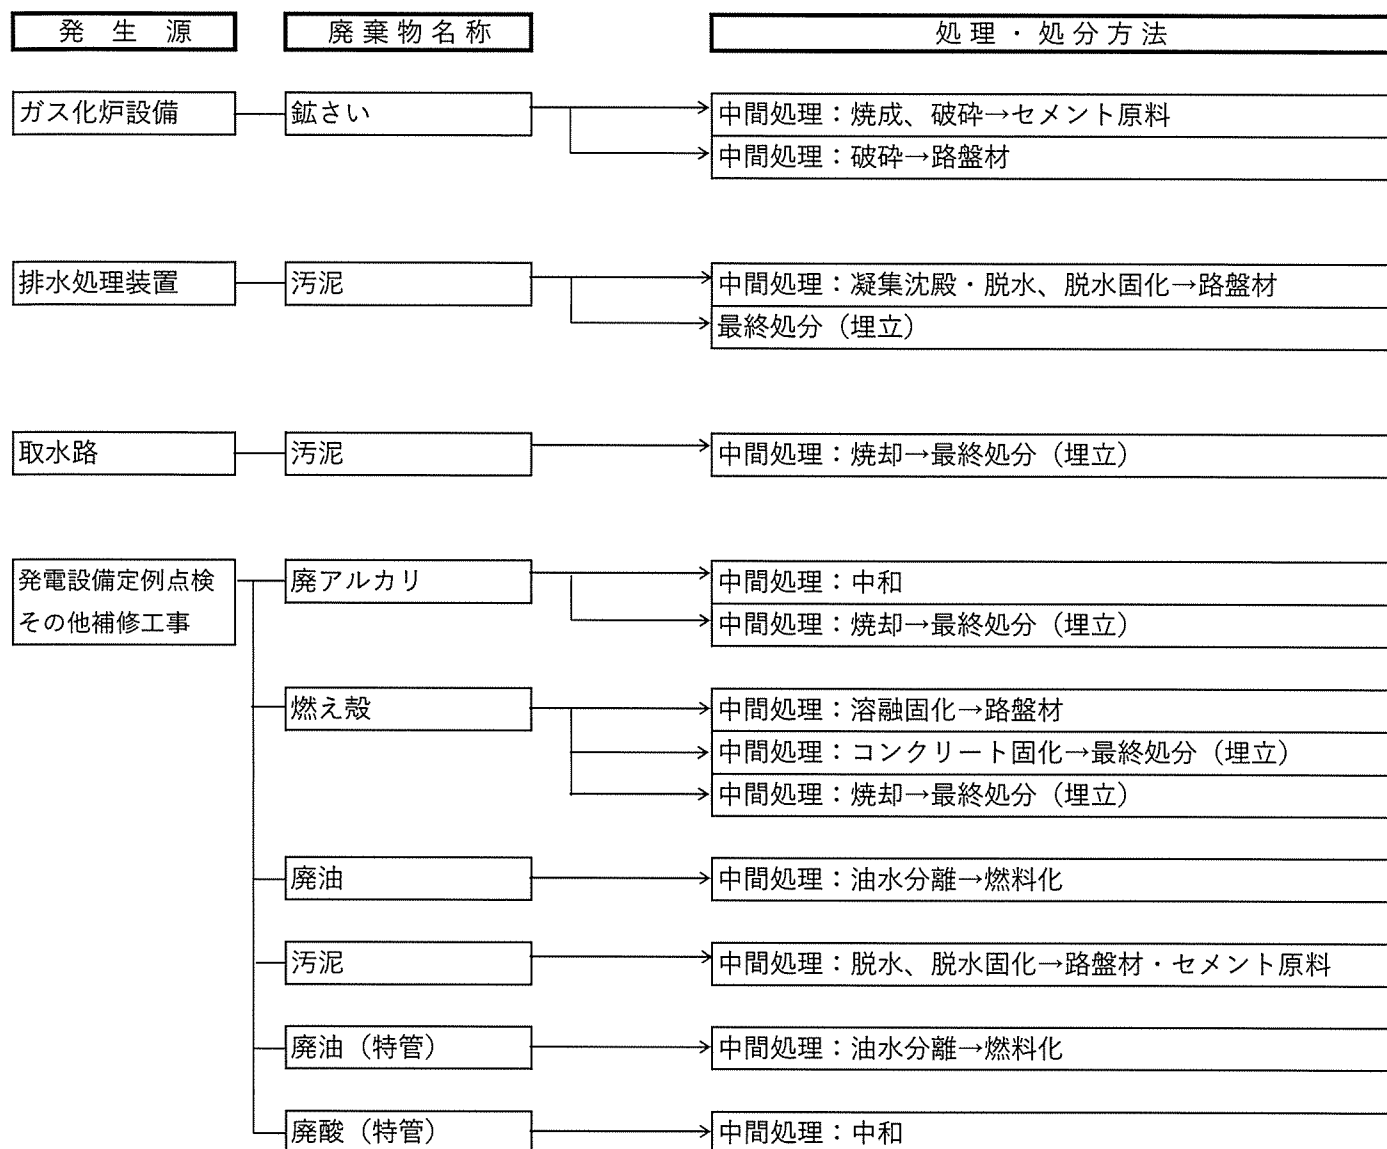 発生源 廃棄物名称 処理・処分方法
ガス化炉設備 鉱さい 中間処理：焼成、破砕→セメント原料
中間処理：破砕→路盤材
排水処理装置 汚泥 中間処理：凝集沈殿・脱水、脱水固化→路盤材
最終処分（埋立）
取水路 汚泥 中間処理：焼却→最終処分（埋立）
発電設備定例点検 廃アルカリ 中間処理：中和
その他補修工事 中間処理：焼却→最終処分（埋立）
燃え殻 中間処理：溶融固化→路盤材
中間処理：コンクリート固化→最終処分（埋立）
中間処理：焼却→最終処分（埋立）
廃油 中間処理：油水分離→燃料化
汚泥 中間処理：脱水、脱水固化→路盤材・セメント原料
廃油（特管） 中間処理：油水分離→燃料化
廃酸（特管） 中間処理：中和